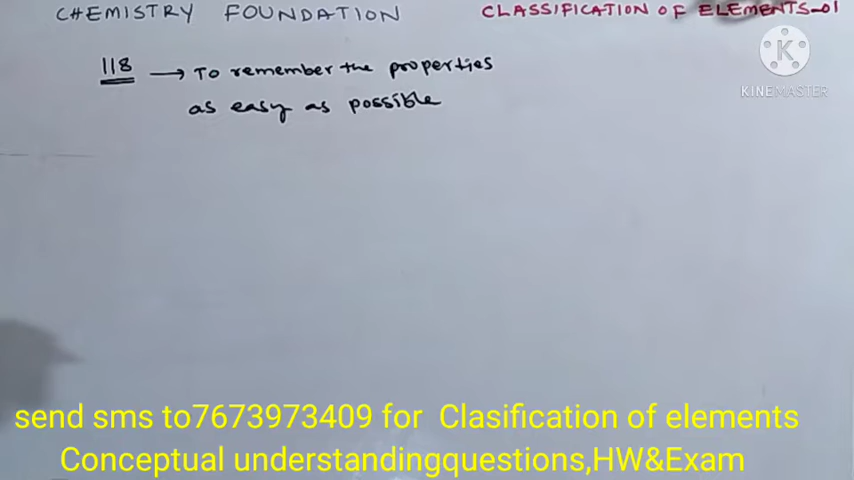 CHEMISTRY FOUNDATION
CLASSIFICATION OF ELEMENTS-01
118 → To remember the properties
as easy as possible
KINEMASTER
send sms to7673973409 for Clasification of elements
Conceptual understandingquestions,HW&Exam